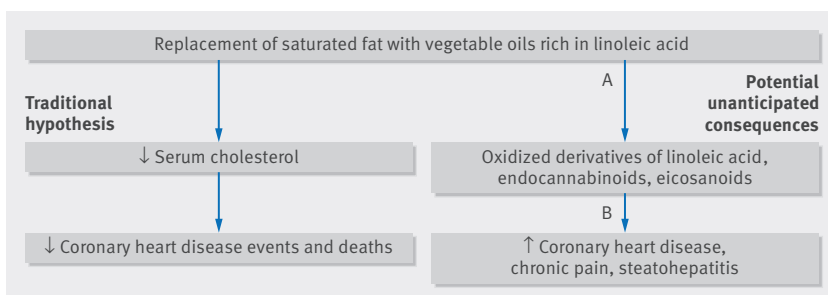 Replacement of saturated fat with vegetable oils rich in linoleic acid
Traditional
hypothesis
A
Potential
unanticipated
consequences
↓ Serum cholesterol
Oxidized derivatives of linoleic acid,
endocannabinoids, eicosanoids
B
↓ Coronary heart disease events and deaths
↑ Coronary heart disease,
chronic pain, steatohepatitis